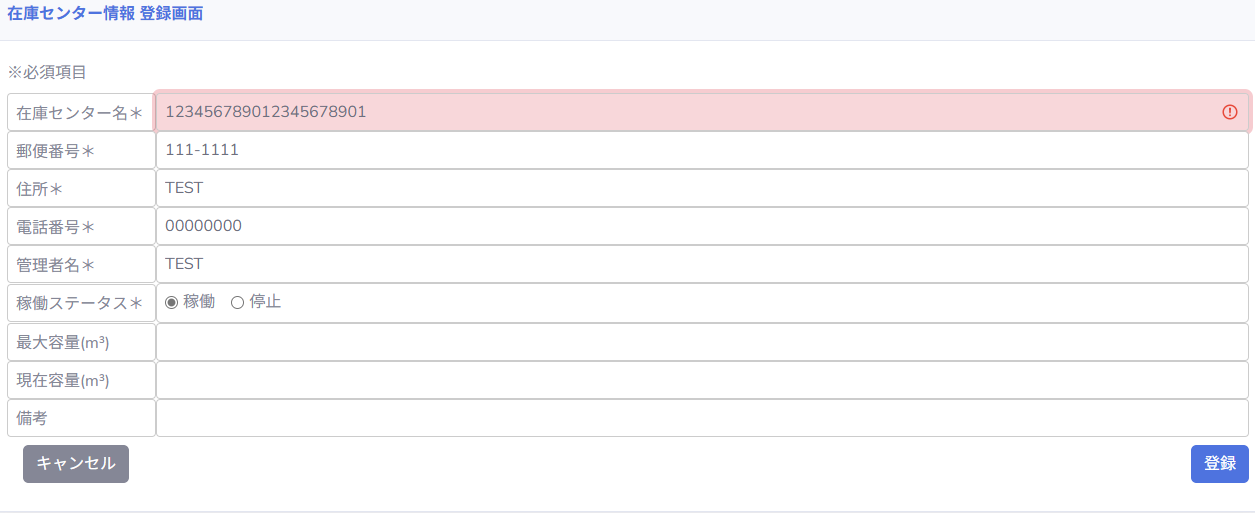 在庫センター情報 登録画面
※必須項目
在庫センター名＊ 123456789012345678901
郵便番号＊ 111-1111
住所＊ TEST
電話番号＊ 00000000
管理者名＊ TEST
稼働ステータス＊ 稼働 停止
最大容量(m³)
現在容量(m³)
備考
キャンセル 登録